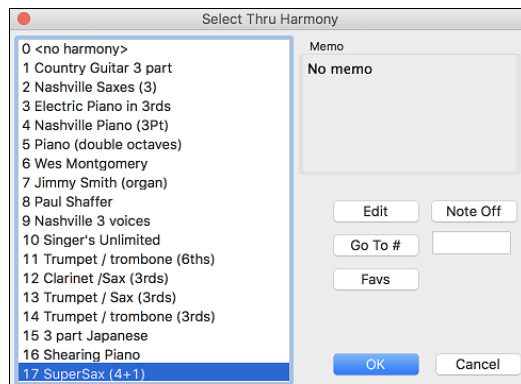 Select Thru Harmony
0 <no harmony>
1 Country Guitar 3 part
2 Nashville Saxes (3)
3 Electric Piano in 3rds
4 Nashville Piano (3Pt)
5 Piano (double octaves)
6 Wes Montgomery
7 Jimmy Smith (organ)
8 Paul Shaffer
9 Nashville 3 voices
10 Singer's Unlimited
11 Trumpet / trombone (6ths)
12 Clarinet /Sax (3rds)
13 Trumpet / Sax (3rds)
14 Trumpet / trombone (3rds)
15 3 part Japanese
16 Shearing Piano
17 SuperSax (4+1)
Memo
No memo
Edit
Note Off
Go To #
Favs
OK
Cancel